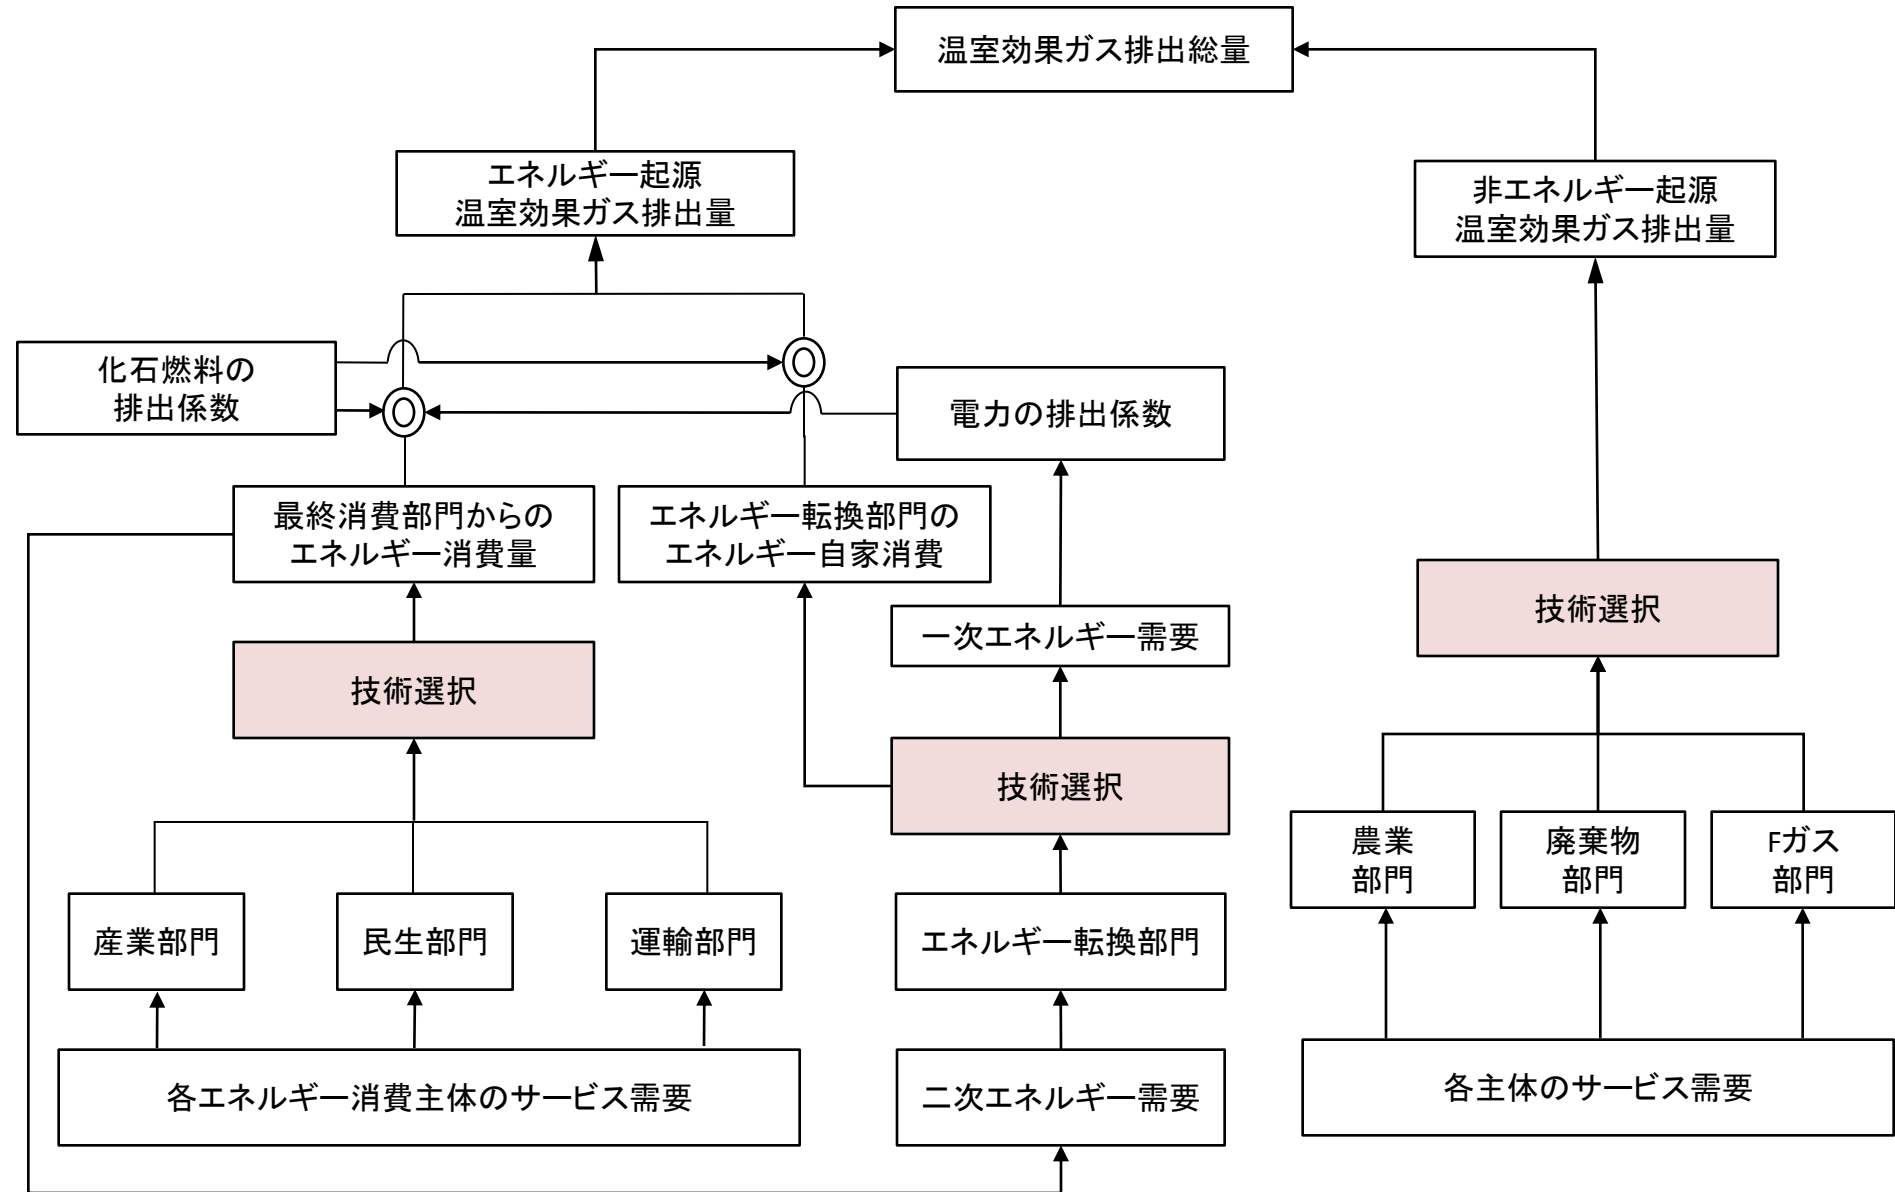 温室効果ガス排出総量
エネルギー起源
温室効果ガス排出量
非エネルギー起源
温室効果ガス排出量
化石燃料の
排出係数
電力の排出係数
最終消費部門からの
エネルギー消費量
エネルギー転換部門の
エネルギー自家消費
技術選択
一次エネルギー需要
技術選択
技術選択
農業
部門
廃棄物
部門
Fガス
部門
産業部門
民生部門
運輸部門
エネルギー転換部門
各エネルギー消費主体のサービス需要
二次エネルギー需要
各主体のサービス需要